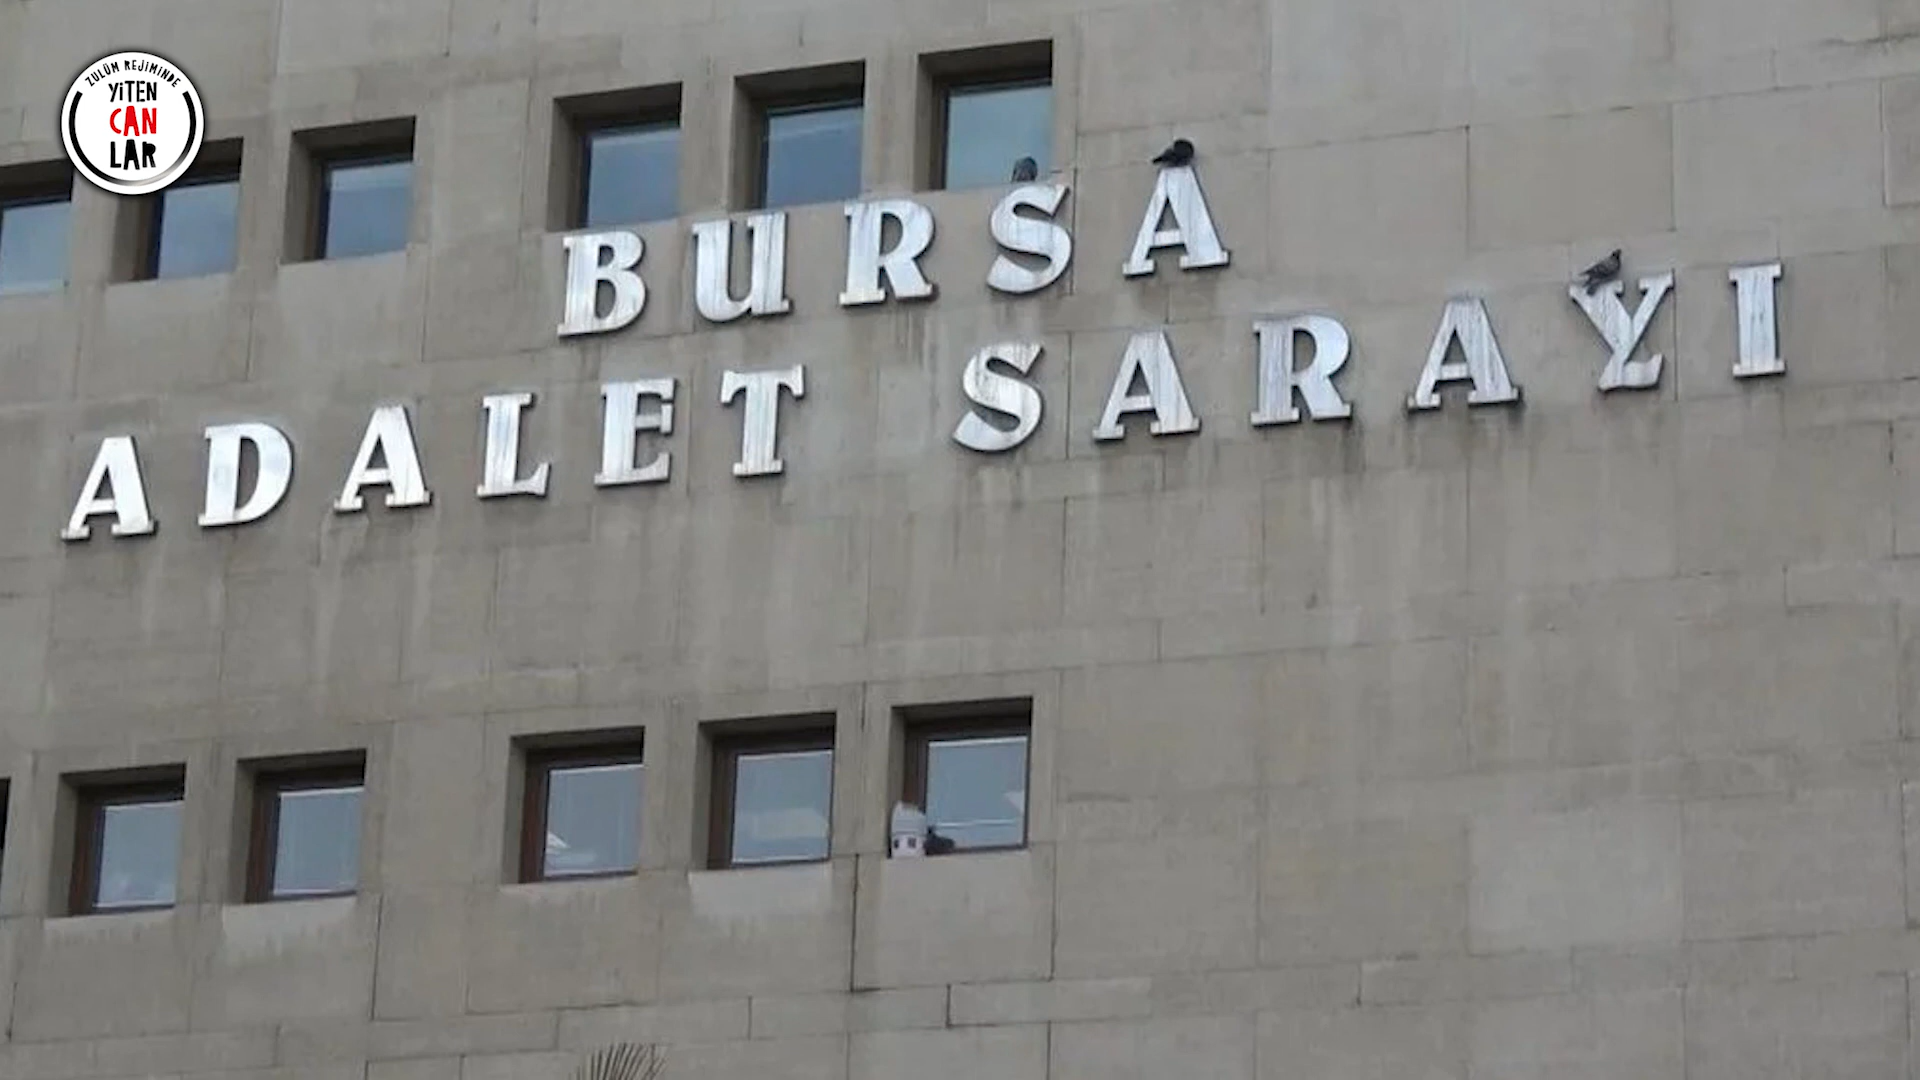 ZULÜM REJİMİNDE
YİTEN
CAN
LAR
BURSA
ADALET SARAYI